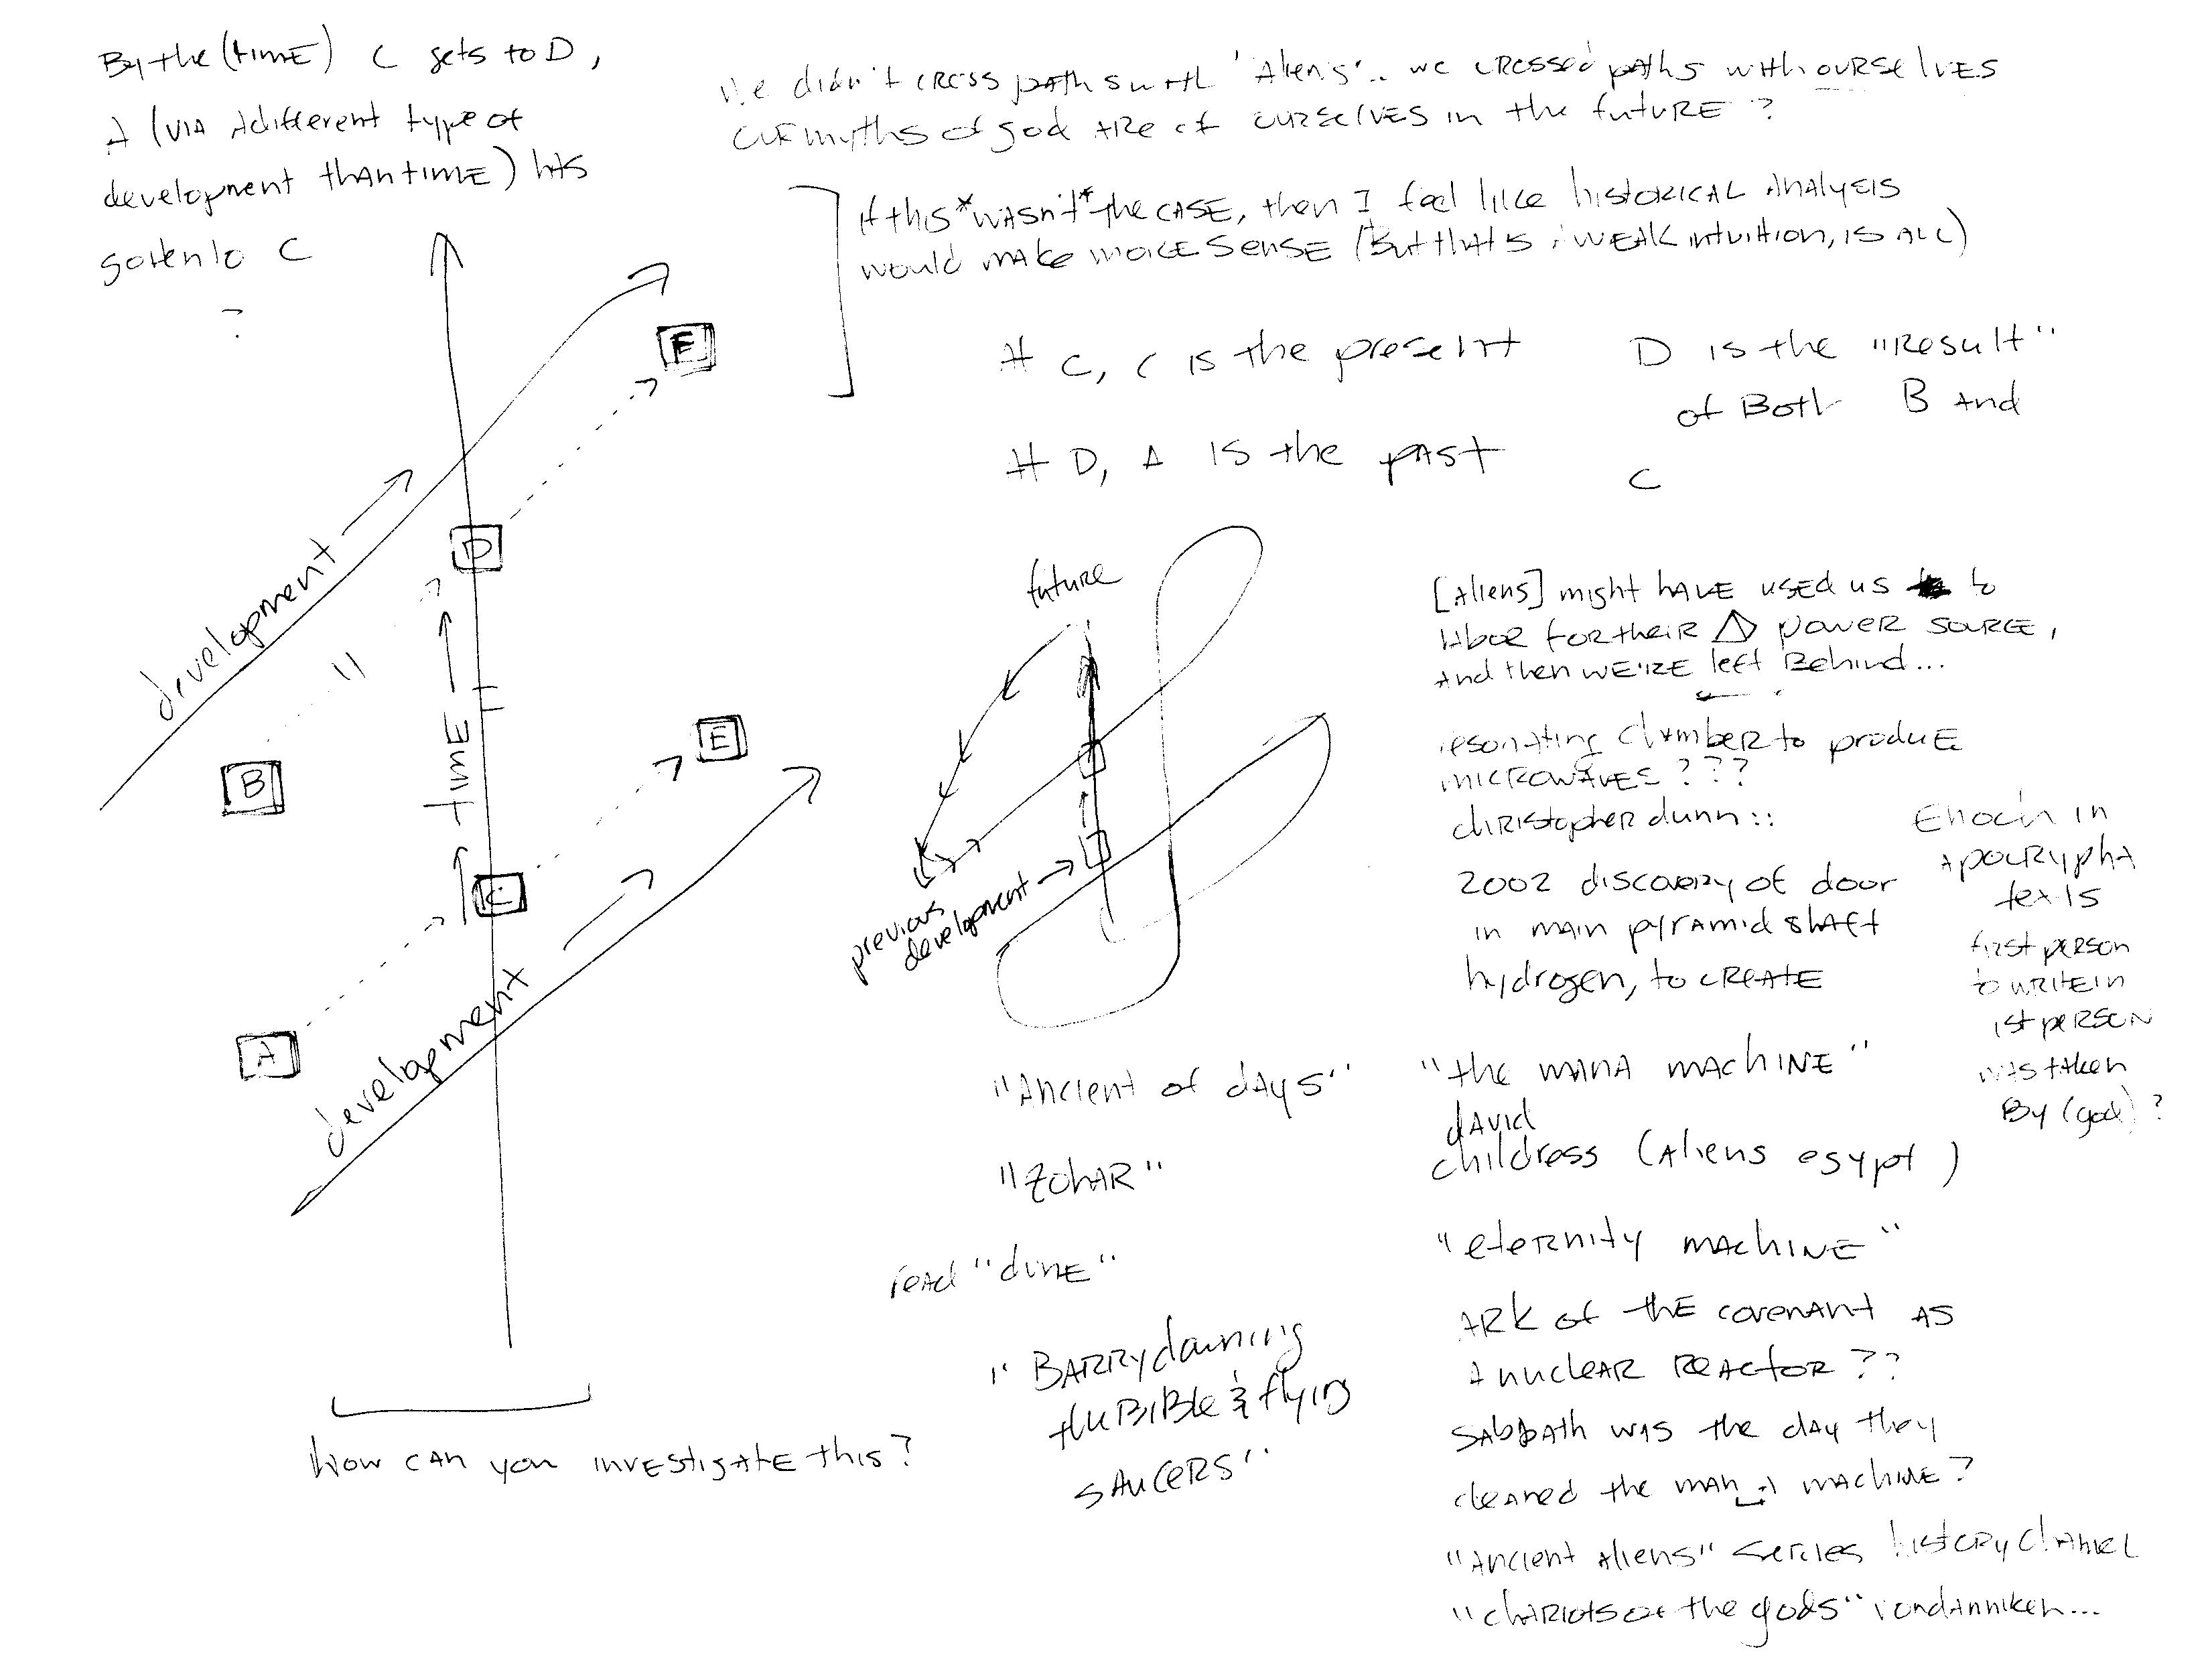 By the (time) C gets to D,
A (via a different type of
development than time) has
gotten to C
?
We didn't cross paths with 'Aliens'.. we crossed paths with ourselves
our myths of god are of ourselves in the future?
If this *wasn't* the case, then I feel like historical analysis
would make more sense (But that's a weak intuition, is all)
At C, C is the present
At D, A is the past
D is the "result"
of Both B and
C
development
time
development
F
D
B
E
C
A
How can you investigate this?
future
previous
development
[Aliens] might have used us to
labor for their power source,
and then we're left Behind...
resonating chamber to produce
microwaves???
christopher dunn::
2002 discovery of door
in main pyramid shaft
hydrogen, to create
Enoch in
apocrypha
texts
first person
to write in
1st person
was taken
By (god)?
"Ancient of days"
"Zohar"
read "dune"
"Barry downing
the Bible & flying
saucers"
"the mana machine"
david
childress (Aliens egypt)
"eternity machine"
Ark of the covenant as
a nuclear reactor??
Sabbath was the day they
cleaned the man a machine?
"Ancient Aliens" series history channel
"chariots of the gods" vondanniken...